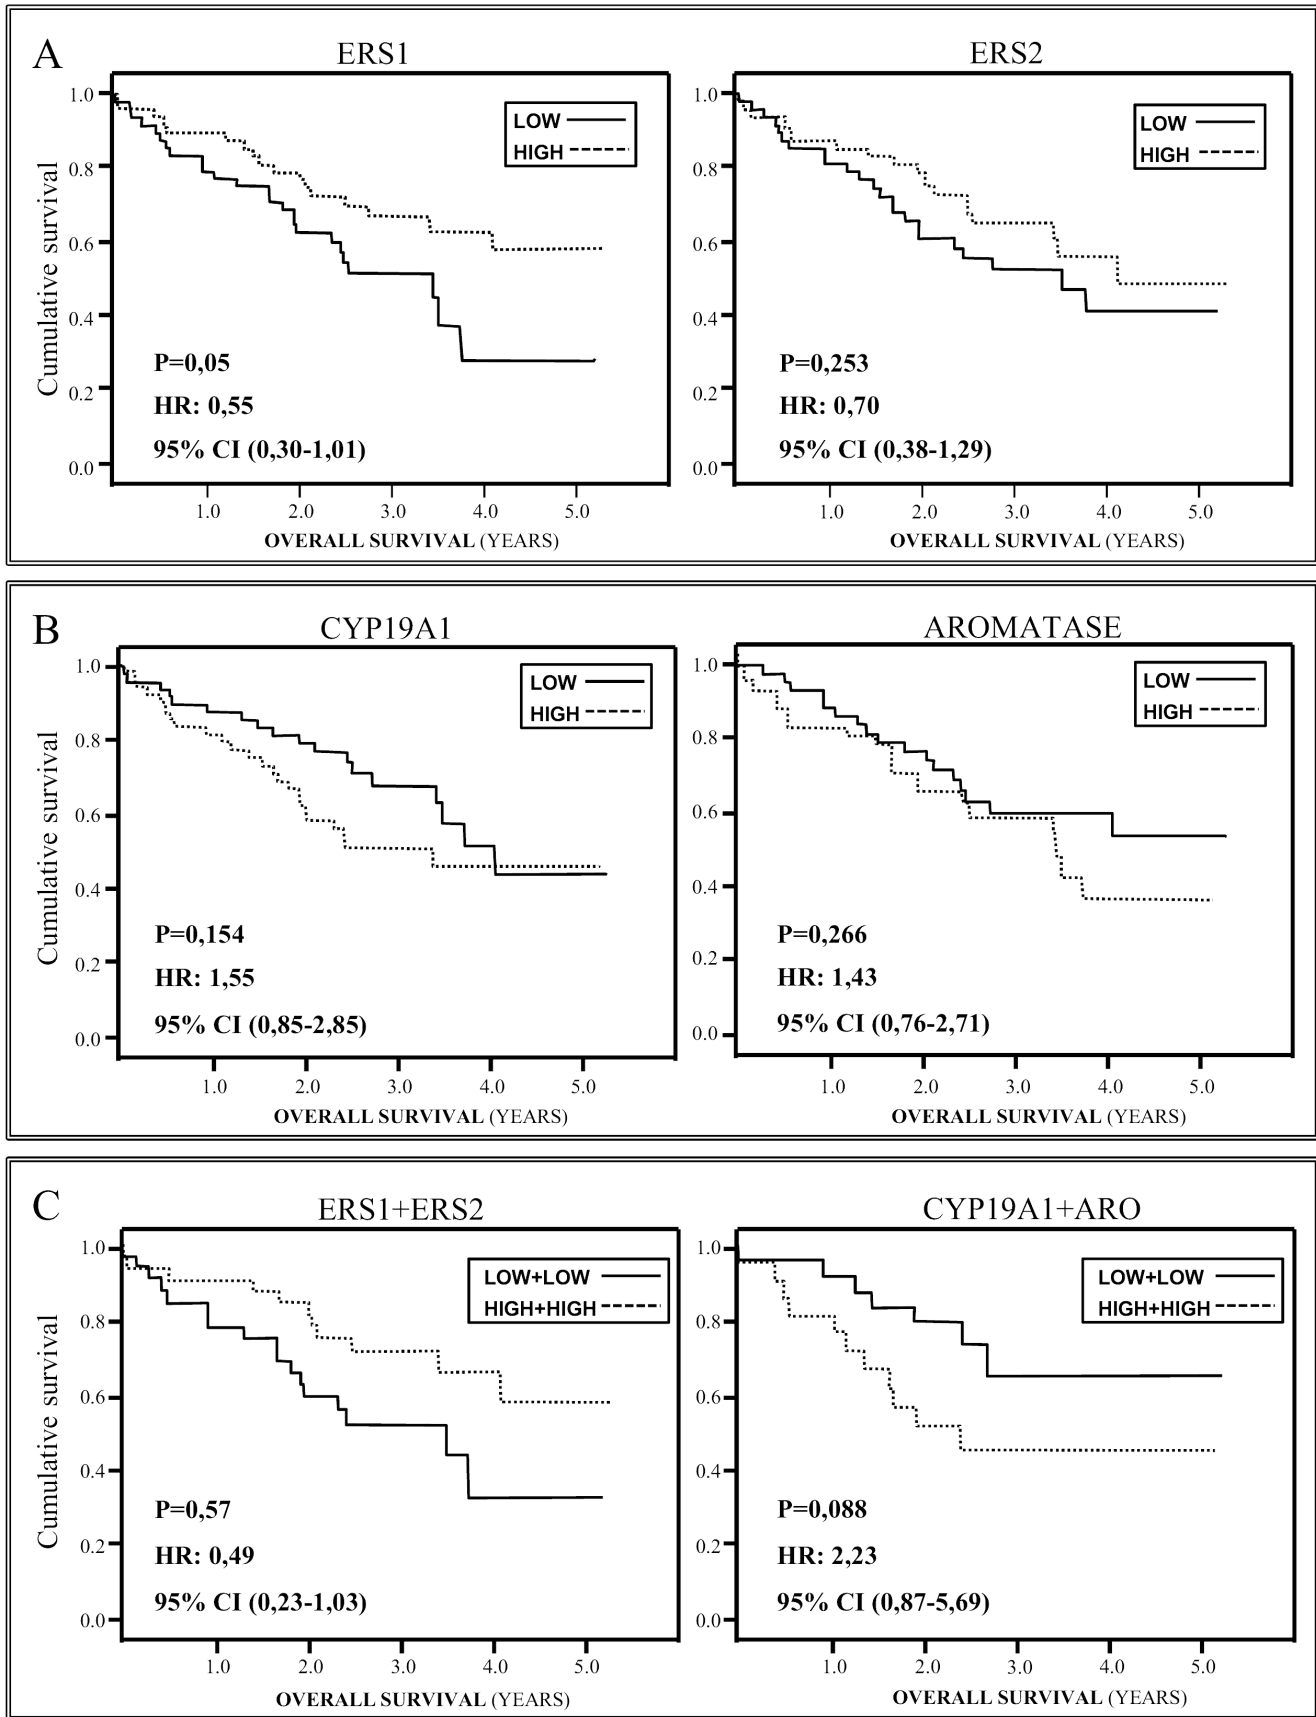 A
ERS1
Cumulative survival
1.0
0.8
0.6
0.4
0.2
0.0
LOW
HIGH
P=0,05
HR: 0,55
95% CI (0,30-1,01)
1.0 2.0 3.0 4.0 5.0
OVERALL SURVIVAL (YEARS)
ERS2
1.0
0.8
0.6
0.4
0.2
0.0
LOW
HIGH
P=0,253
HR: 0,70
95% CI (0,38-1,29)
1.0 2.0 3.0 4.0 5.0
OVERALL SURVIVAL (YEARS)
B
CYP19A1
Cumulative survival
1.0
0.8
0.6
0.4
0.2
0.0
LOW
HIGH
P=0,154
HR: 1,55
95% CI (0,85-2,85)
1.0 2.0 3.0 4.0 5.0
OVERALL SURVIVAL (YEARS)
AROMATASE
1.0
0.8
0.6
0.4
0.2
0.0
LOW
HIGH
P=0,266
HR: 1,43
95% CI (0,76-2,71)
1.0 2.0 3.0 4.0 5.0
OVERALL SURVIVAL (YEARS)
C
ERS1+ERS2
Cumulative survival
1.0
0.8
0.6
0.4
0.2
0.0
LOW+LOW
HIGH+HIGH
P=0,57
HR: 0,49
95% CI (0,23-1,03)
1.0 2.0 3.0 4.0 5.0
OVERALL SURVIVAL (YEARS)
CYP19A1+ARO
1.0
0.8
0.6
0.4
0.2
0.0
LOW+LOW
HIGH+HIGH
P=0,088
HR: 2,23
95% CI (0,87-5,69)
1.0 2.0 3.0 4.0 5.0
OVERALL SURVIVAL (YEARS)